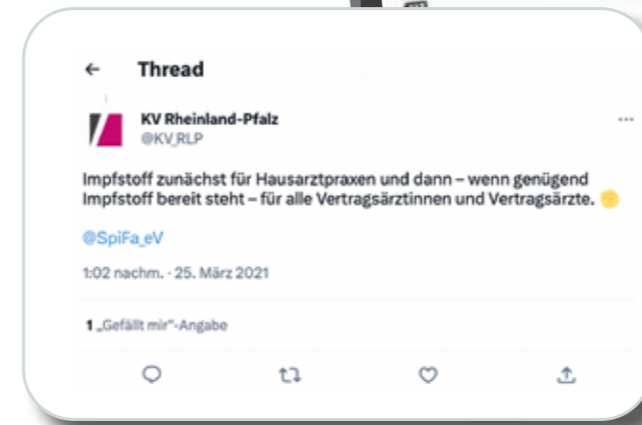 Thread
KV Rheinland-Pfalz
@KV_RLP
Impfstoff zunächst für Hausarztpraxen und dann – wenn genügend
Impfstoff bereit steht – für alle Vertragsärztinnen und Vertragsärzte. ✊
@SpiFa_eV
1:02 nachm. · 25. März 2021
1 „Gefällt mir“-Angabe